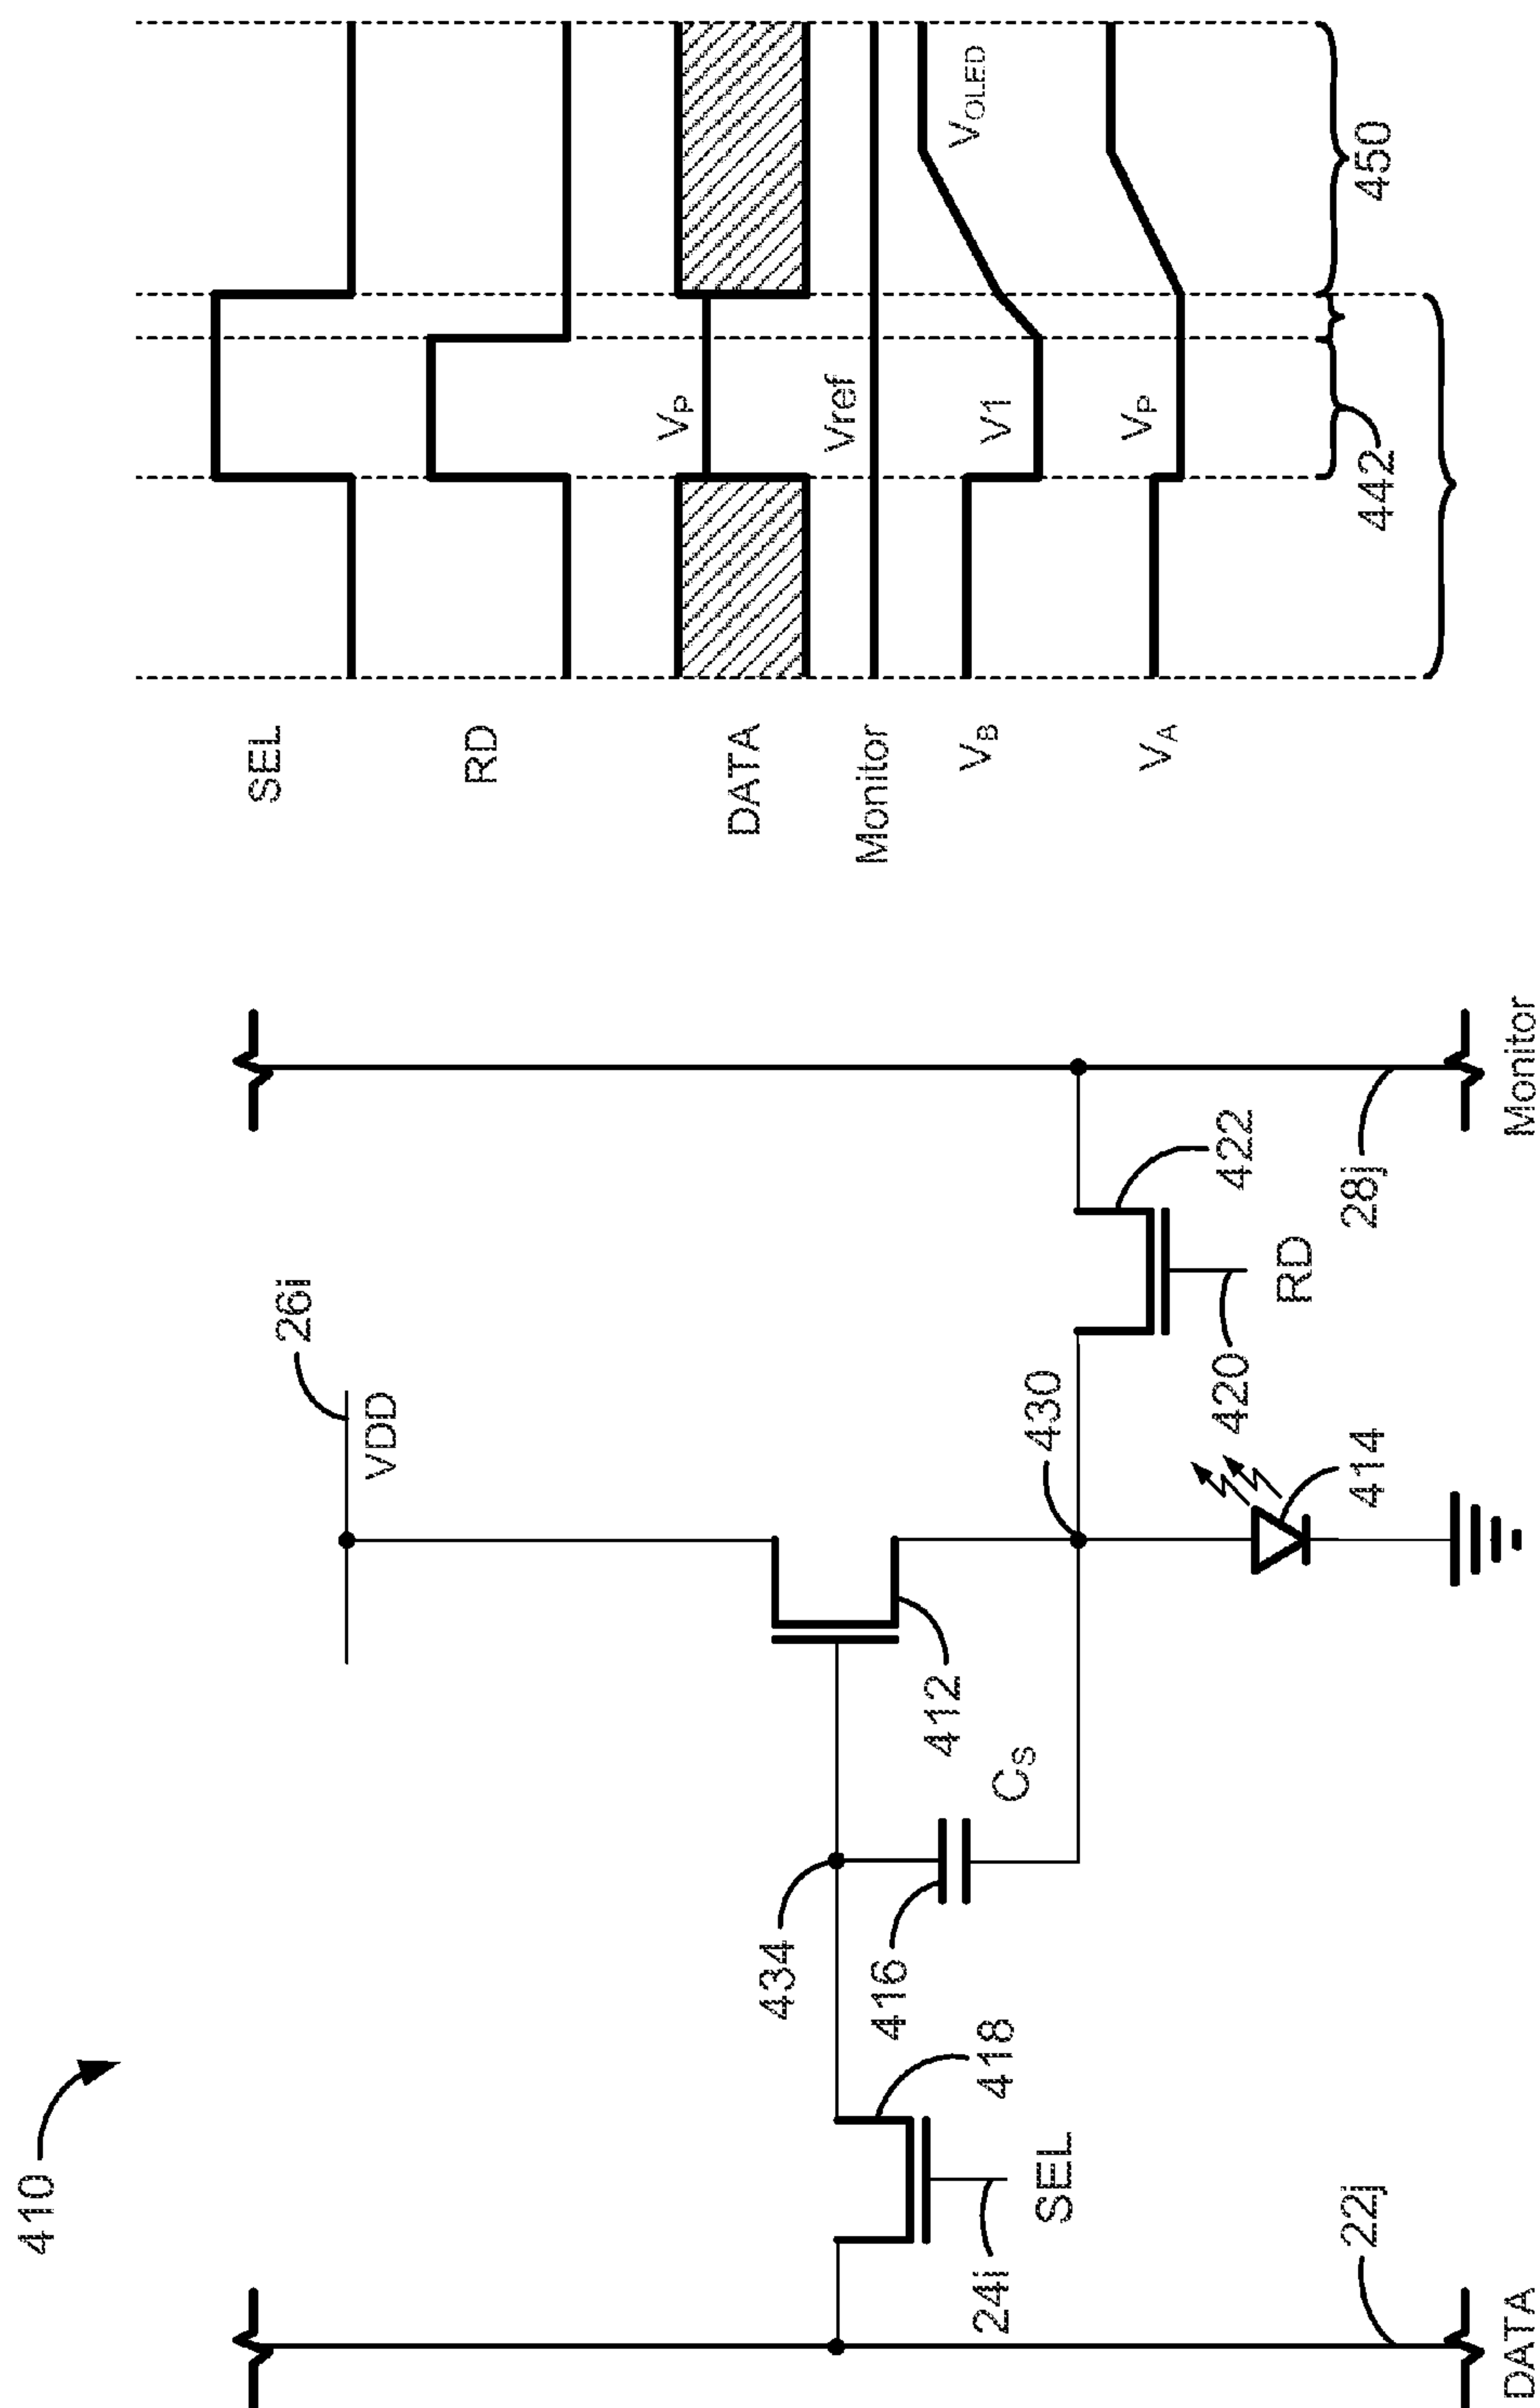 410
DATA
22j
24i
SEL
418
434
416
CS
412
26i
VDD
430
414
420
RD
422
28j
Monitor
SEL
RD
DATA
Monitor
VB
VA
VP
Vref
V1
VP
VOLED
442
450